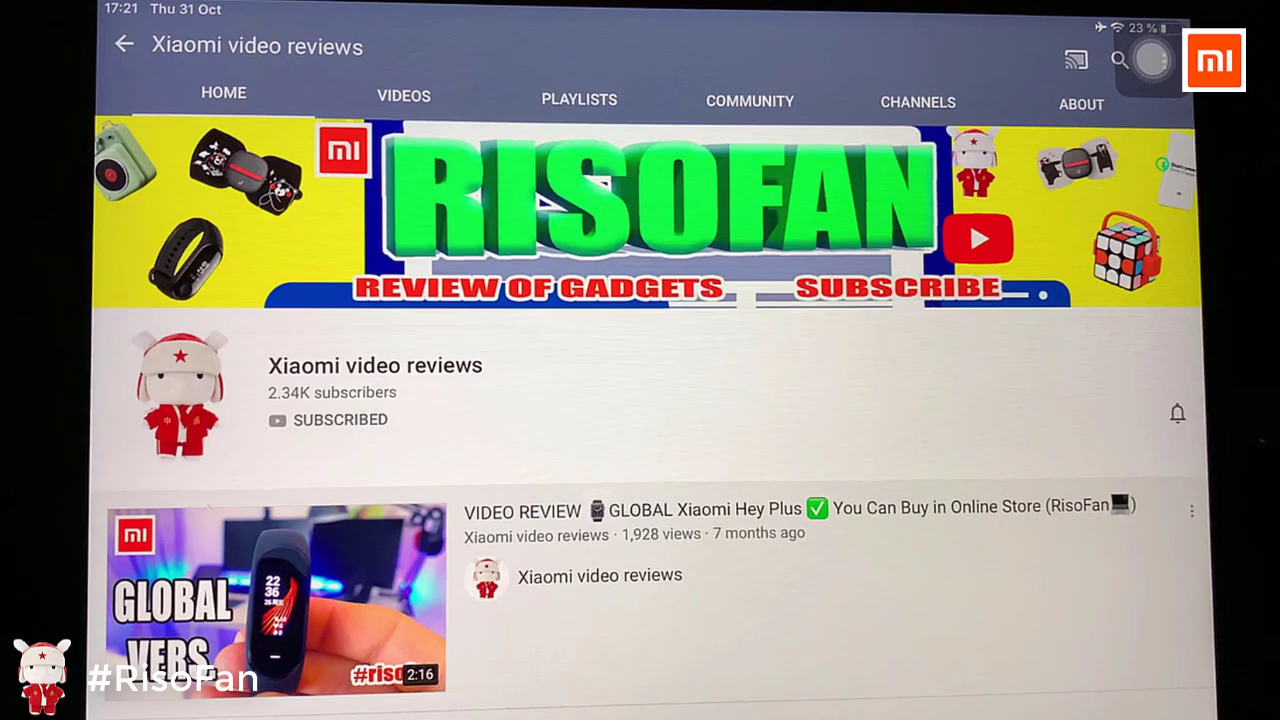 17:21 Thu 31 Oct
23 %
Xiaomi video reviews
HOME VIDEOS PLAYLISTS COMMUNITY CHANNELS ABOUT
RISOFAN
REVIEW OF GADGETS SUBSCRIBE
Xiaomi video reviews
2.34K subscribers
SUBSCRIBED
VIDEO REVIEW ⌚ GLOBAL Xiaomi Hey Plus ✅ You Can Buy in Online Store (RisoFan💻)
Xiaomi video reviews · 1,928 views · 7 months ago
Xiaomi video reviews
GLOBAL
VERS.
22
36
#riso
2:16
#RisoFan